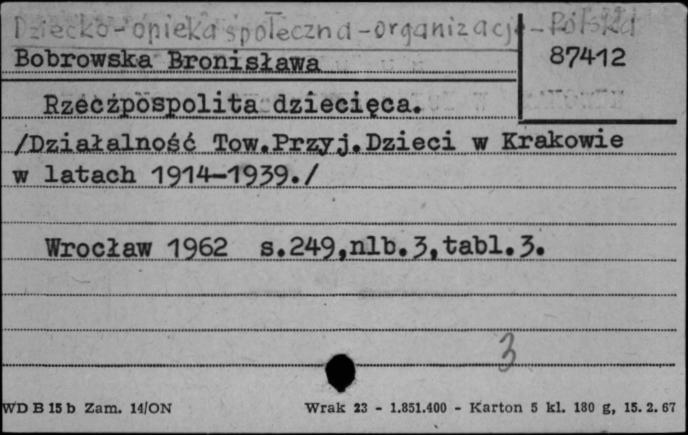 Dziecko - opieka społeczna - organizacje - Polska
Bobrowska Bronisława
87412
Rzeczpospolita dziecięca.
/Działalność Tow.Przyj.Dzieci w Krakowie
w latach 1914-1939./
Wrocław 1962 s.249,nlb.3,tabl.3.
3
WD B 15 b Zam. 14/ON
Wrak 23 - 1.851.400 - Karton 5 kl. 180 g, 15. 2. 67